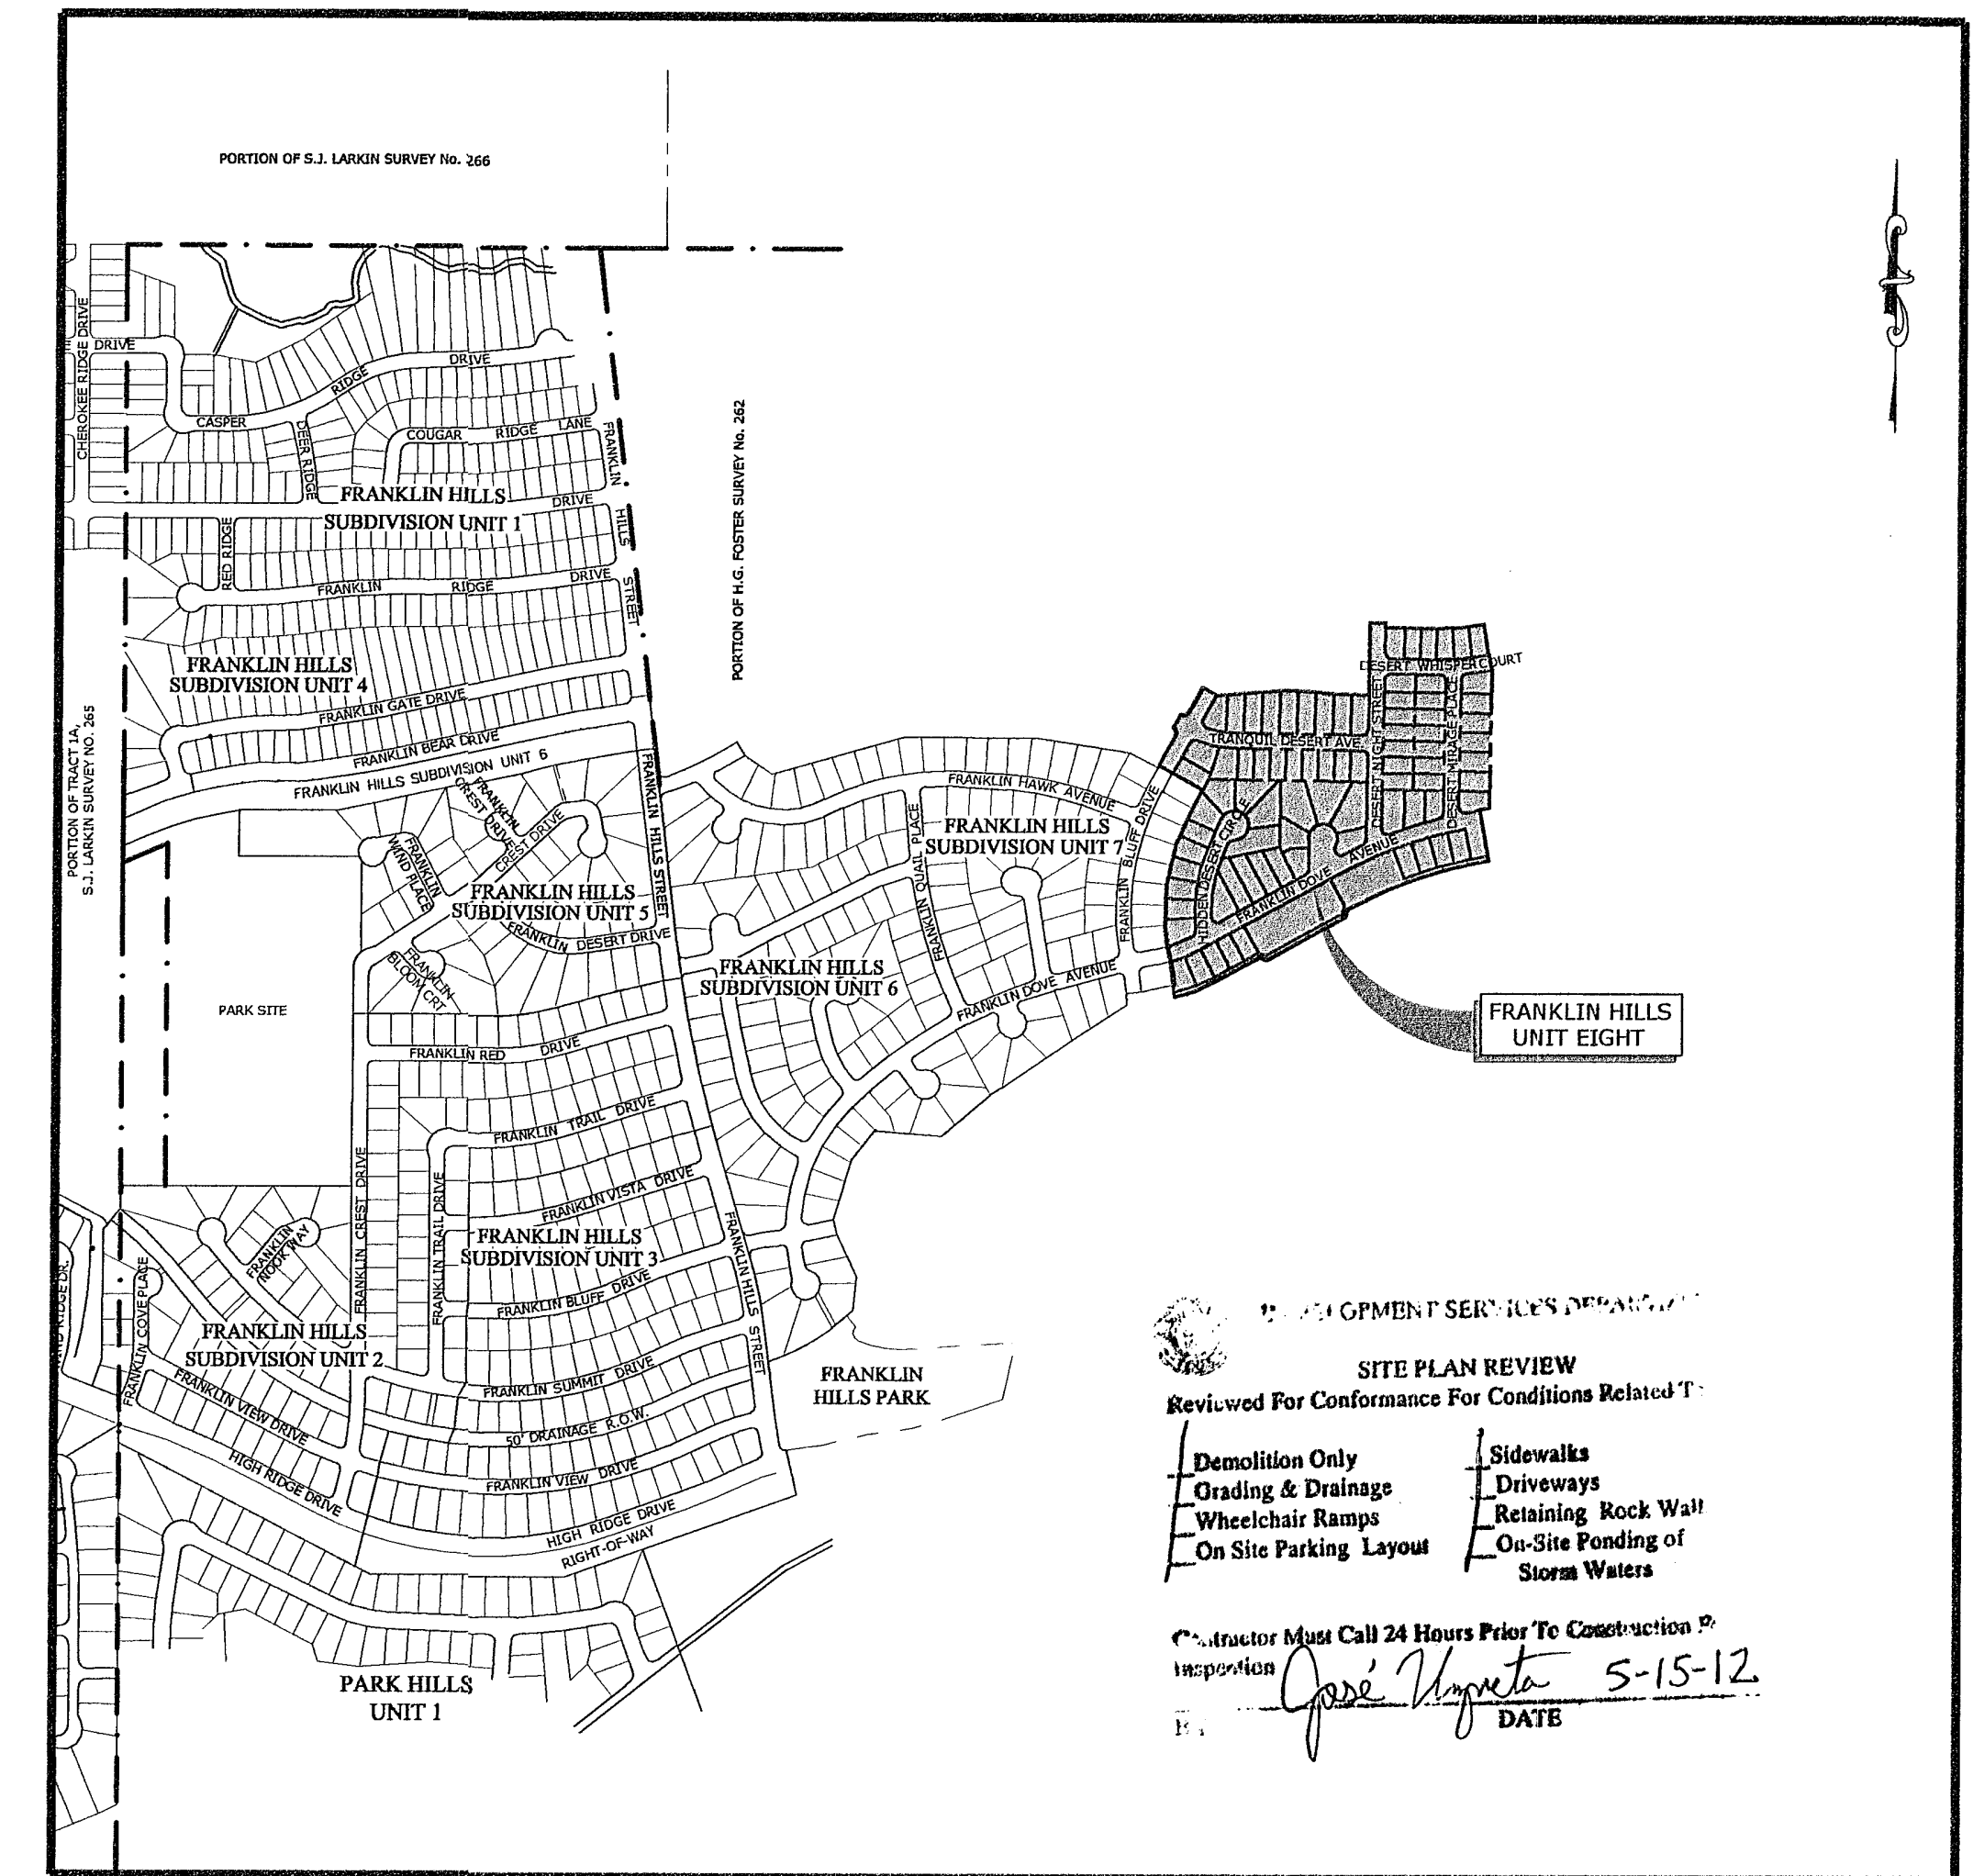 PORTION OF S.J. LARKIN SURVEY No. 266
CHEROKEE RIDGE DRIVE
DRIVE
CASPER RIDGE DRIVE
DEER RIDGE
COUGAR RIDGE LANE
FRANKLIN HILLS STREET
FRANKLIN HILLS
SUBDIVISION UNIT 1
DRIVE
RED RIDGE
FRANKLIN RIDGE DRIVE
PORTION OF H.G. FOSTER SURVEY No. 262
FRANKLIN HILLS
SUBDIVISION UNIT 4
FRANKLIN GATE DRIVE
FRANKLIN BEAR DRIVE
FRANKLIN HILLS SUBDIVISION UNIT 6
PORTION OF TRACT 1A,
S.J. LARKIN SURVEY NO. 265
FRANKLIN
CREST DRIVE
CREST DRIVE
FRANKLIN
WIND PLACE
FRANKLIN HILLS STREET
FRANKLIN HILLS
SUBDIVISION UNIT 5
FRANKLIN DESERT DRIVE
FRANKLIN
BLOOM CRT
PARK SITE
FRANKLIN HAWK AVENUE
FRANKLIN QUAIL PLACE
FRANKLIN HILLS
SUBDIVISION UNIT 7
FRANKLIN BLUFF DRIVE
FRANKLIN HILLS
SUBDIVISION UNIT 6
FRANKLIN DOVE AVENUE
DESERT WHISPER COURT
TRANQUIL DESERT AVE.
DESERT NIGHT STREET
DESERT MIRAGE PLACE
HIDDEN DESERT CIRCLE
FRANKLIN DOVE AVENUE
FRANKLIN HILLS
UNIT EIGHT
FRANKLIN RED DRIVE
FRANKLIN TRAIL DRIVE
FRANKLIN CREST DRIVE
FRANKLIN TRAIL DRIVE
FRANKLIN VISTA DRIVE
FRANKLIN HILLS
SUBDIVISION UNIT 3
FRANKLIN HILLS STREET
FRANKLIN
NOOK WAY
FRANKLIN COVE PLACE
RIDGE DR.
FRANKLIN BLUFF DRIVE
FRANKLIN HILLS
SUBDIVISION UNIT 2
FRANKLIN VIEW DRIVE
FRANKLIN SUMMIT DRIVE
50' DRAINAGE R.O.W.
FRANKLIN VIEW DRIVE
HIGH RIDGE DRIVE
HIGH RIDGE DRIVE
RIGHT-OF-WAY
FRANKLIN
HILLS PARK
PARK HILLS
UNIT 1
SERVICES
SITE PLAN REVIEW
Reviewed For Conformance For Conditions Related
Demolition Only
Grading & Drainage
Wheelchair Ramps
On Site Parking Layout
Sidewalks
Driveways
Retaining Rock Wall
On-Site Ponding of
Storm Waters
Contractor Must Call 24 Hours Prior To Construction
Inspection
José 5-15-12
DATE